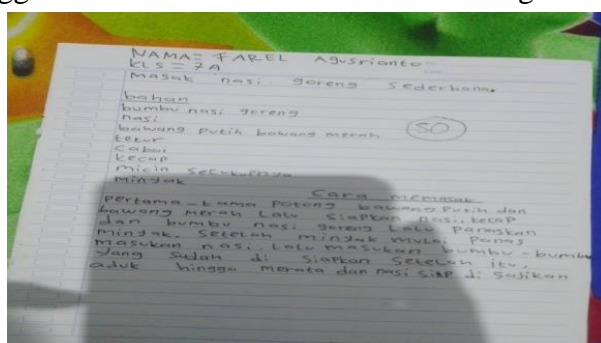 NAMA = FAREL Agusrianto
KLS = 7A
Masak nasi goreng sederhana.
bahan
bumbu nasi goreng
nasi
bawang putih bawang merah
50
telur
Cabai
kecap
micin secukupnya
minyak
Cara memasak
pertama-tama potong bawang putih dan
bawang merah Lalu siapkan nasi, kecap
dan bumbu nasi goreng Lalu panaskan
minyak. setelah minyak mulai panas
masukan nasi Lalu masukan bumbu-bumbu
yang sudah di siapkan setelah itu,
aduk hingga merata dan nasi siap di sajikan